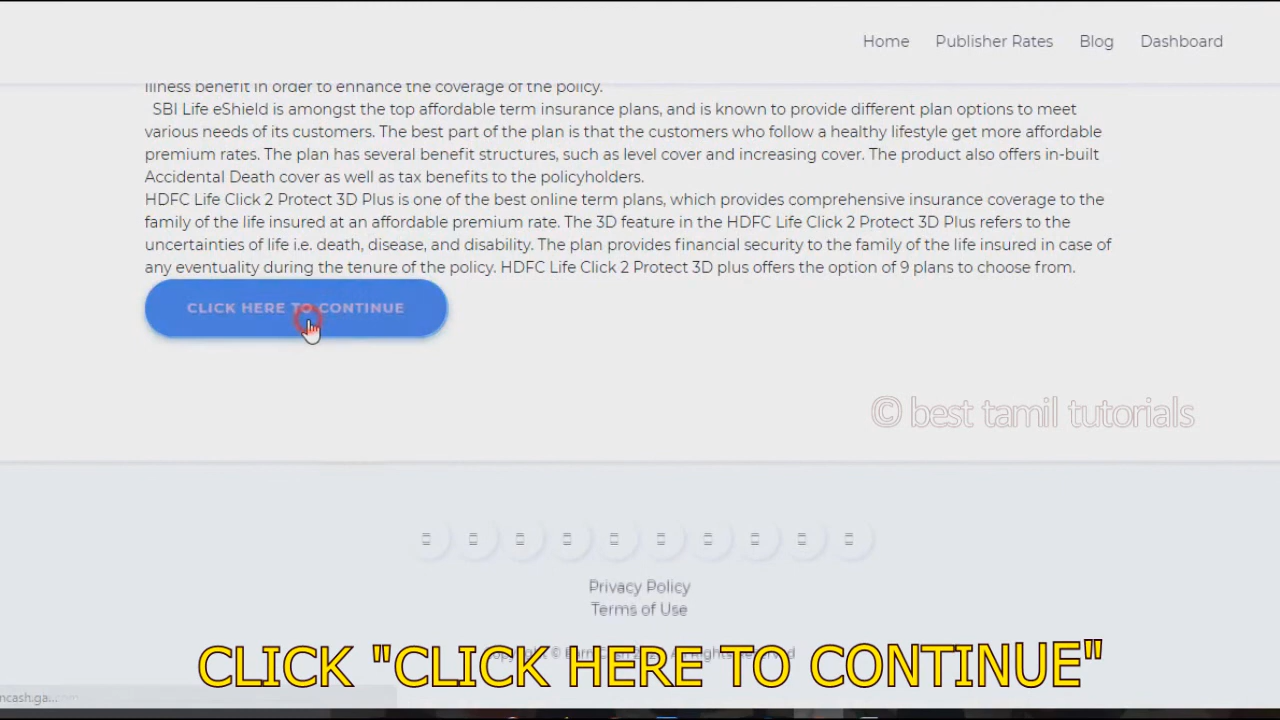 Home Publisher Rates Blog Dashboard
illness benefit in order to enhance the coverage of the policy.
SBI Life eShield is amongst the top affordable term insurance plans, and is known to provide different plan options to meet
various needs of its customers. The best part of the plan is that the customers who follow a healthy lifestyle get more affordable
premium rates. The plan has several benefit structures, such as level cover and increasing cover. The product also offers in-built
Accidental Death cover as well as tax benefits to the policyholders.
HDFC Life Click 2 Protect 3D Plus is one of the best online term plans, which provides comprehensive insurance coverage to the
family of the life insured at an affordable premium rate. The 3D feature in the HDFC Life Click 2 Protect 3D Plus refers to the
uncertainties of life i.e. death, disease, and disability. The plan provides financial security to the family of the life insured in case of
any eventuality during the tenure of the policy. HDFC Life Click 2 Protect 3D plus offers the option of 9 plans to choose from.
CLICK HERE TO CONTINUE
© best tamil tutorials
Privacy Policy
Terms of Use
CLICK "CLICK HERE TO CONTINUE"